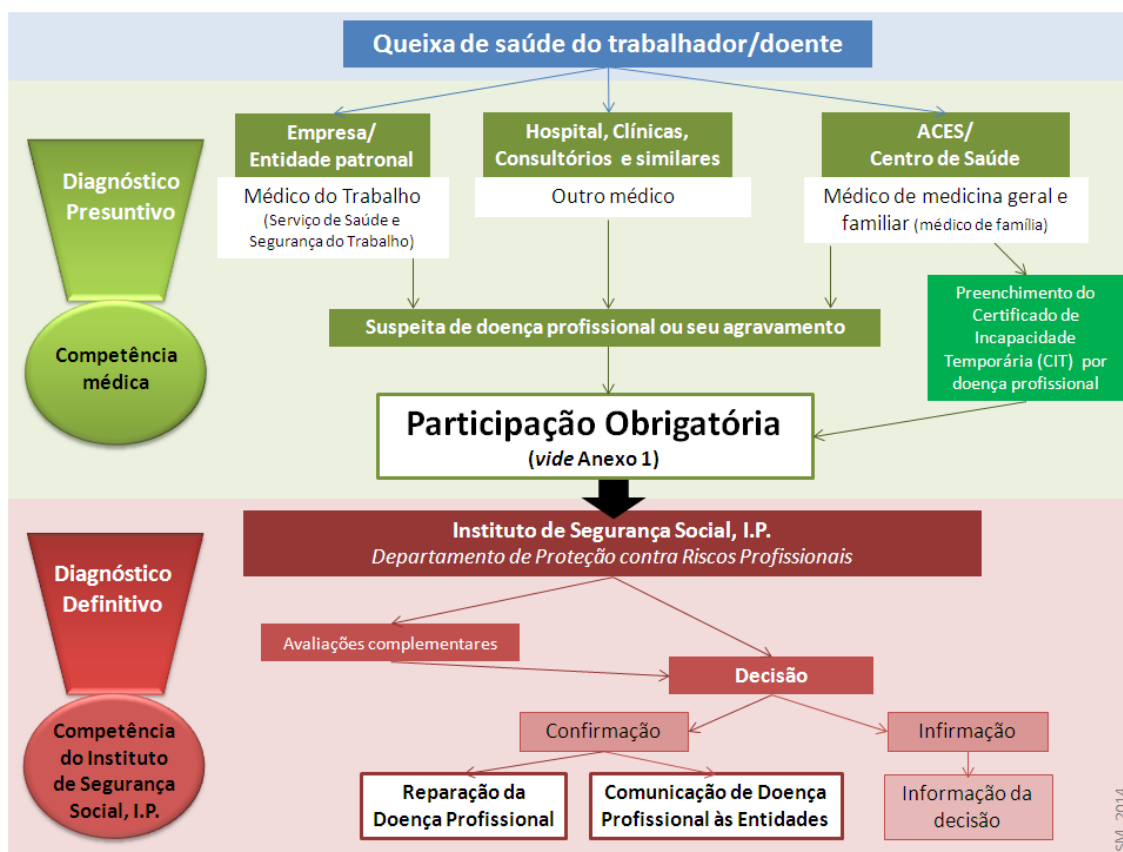 Queixa de saúde do trabalhador/doente
Empresa/
Entidade patronal
Médico do Trabalho
(Serviço de Saúde e
Segurança do Trabalho)
Hospital, Clínicas,
Consultórios e similares
Outro médico
ACES/
Centro de Saúde
Médico de medicina geral e
familiar (médico de família)
Diagnóstico
Presuntivo
Competência
médica
Suspeita de doença profissional ou seu agravamento
Preenchimento do
Certificado de
Incapacidade
Temporária (CIT) por
doença profissional
Participação Obrigatória
(vide Anexo 1)
Instituto de Segurança Social, I.P.
Departamento de Proteção contra Riscos Profissionais
Diagnóstico
Definitivo
Competência
do Instituto
de Segurança
Social, I.P.
Avaliações complementares
Decisão
Confirmação
Infirmação
Reparação da
Doença Profissional
Comunicação de Doença
Profissional às Entidades
Informação da
decisão
SM, 2014